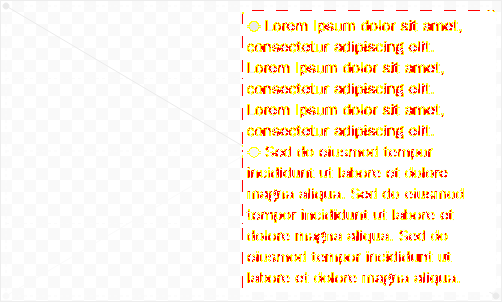 Lorem ipsum dolor sit amet,
consectetur adipiscing elit.
Lorem ipsum dolor sit amet,
consectetur adipiscing elit.
Lorem ipsum dolor sit amet,
consectetur adipiscing elit.
Sed do eiusmod tempor
incididunt ut labore et dolore
magna aliqua. Sed do eiusmod
tempor incididunt ut labore et
dolore magna aliqua. Sed do
eiusmod tempor incididunt ut
labore et dolore magna aliqua.